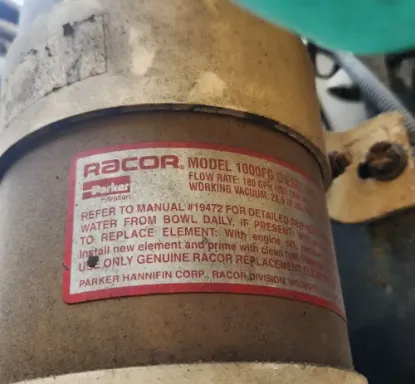 RACOR® MODEL 1000FG DIESEL
Parker
Filtration
FLOW RATE: 180 GPH
WORKING VACUUM:
REFER TO MANUAL #19472 FOR DETAILED
WATER FROM BOWL DAILY, IF PRESENT.
TO REPLACE ELEMENT: With engine off,
Install new element and prime with clean
USE ONLY GENUINE RACOR REPLACEMENT
PARKER HANNIFIN CORP., RACOR DIVISION,